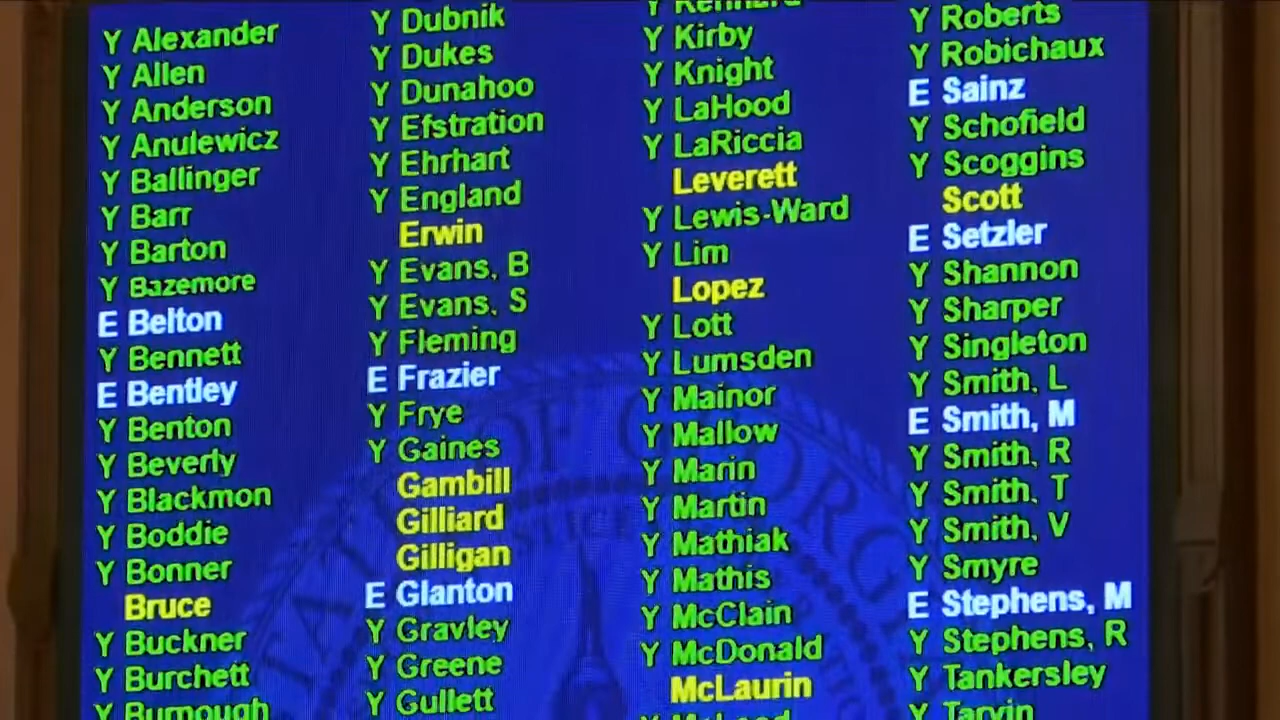 Y Alexander
Y Allen
Y Anderson
Y Anulewicz
Y Ballinger
Y Barr
Y Barton
Y Bazemore
E Belton
Y Bennett
E Bentley
Y Benton
Y Beverly
Y Blackmon
Y Boddie
Y Bonner
Bruce
Y Buckner
Y Burchett
Y Burnough
Y Dubnik
Y Dukes
Y Dunahoo
Y Efstration
Y Ehrhart
Y England
Erwin
Y Evans, B
Y Evans, S
Y Fleming
E Frazier
Y Frye
Y Gaines
Gambill
Gilliard
Gilligan
E Glanton
Y Gravley
Y Greene
Y Gullett
Y Kennard
Y Kirby
Y Knight
Y LaHood
Y LaRiccia
Leverett
Y Lewis-Ward
Y Lim
Lopez
Y Lott
Y Lumsden
Y Mainor
Y Mallow
Y Marin
Y Martin
Y Mathiak
Y Mathis
Y McClain
Y McDonald
McLaurin
Y McLeod
Y Roberts
Y Robichaux
E Sainz
Y Schofield
Y Scoggins
Scott
E Setzler
Y Shannon
Y Sharper
Y Singleton
Y Smith, L
E Smith, M
Y Smith, R
Y Smith, T
Y Smith, V
Y Smyre
E Stephens, M
Y Stephens, R
Y Tankersley
Y Tarvin